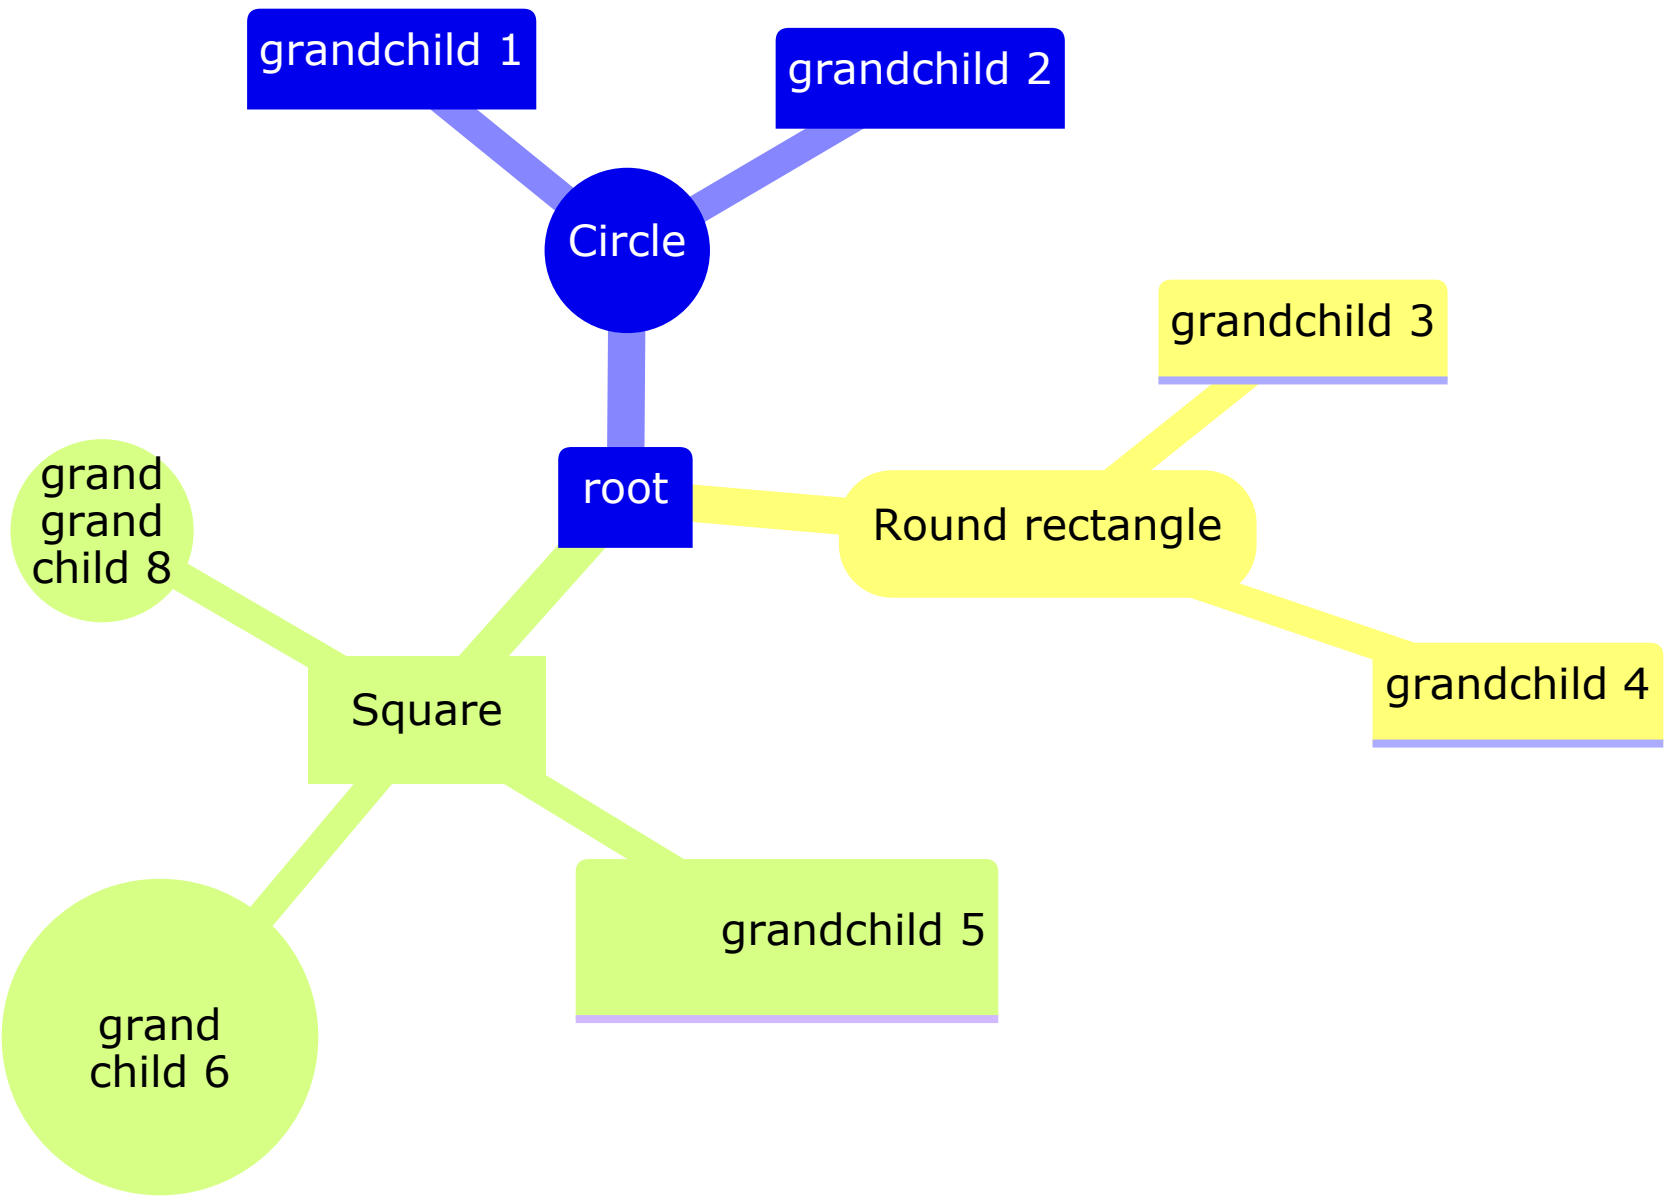 grandchild 1
grandchild 2
Circle
grandchild 3
root
Round rectangle
grand
grand
child 8
grandchild 4
Square
grandchild 5
grand
child 6